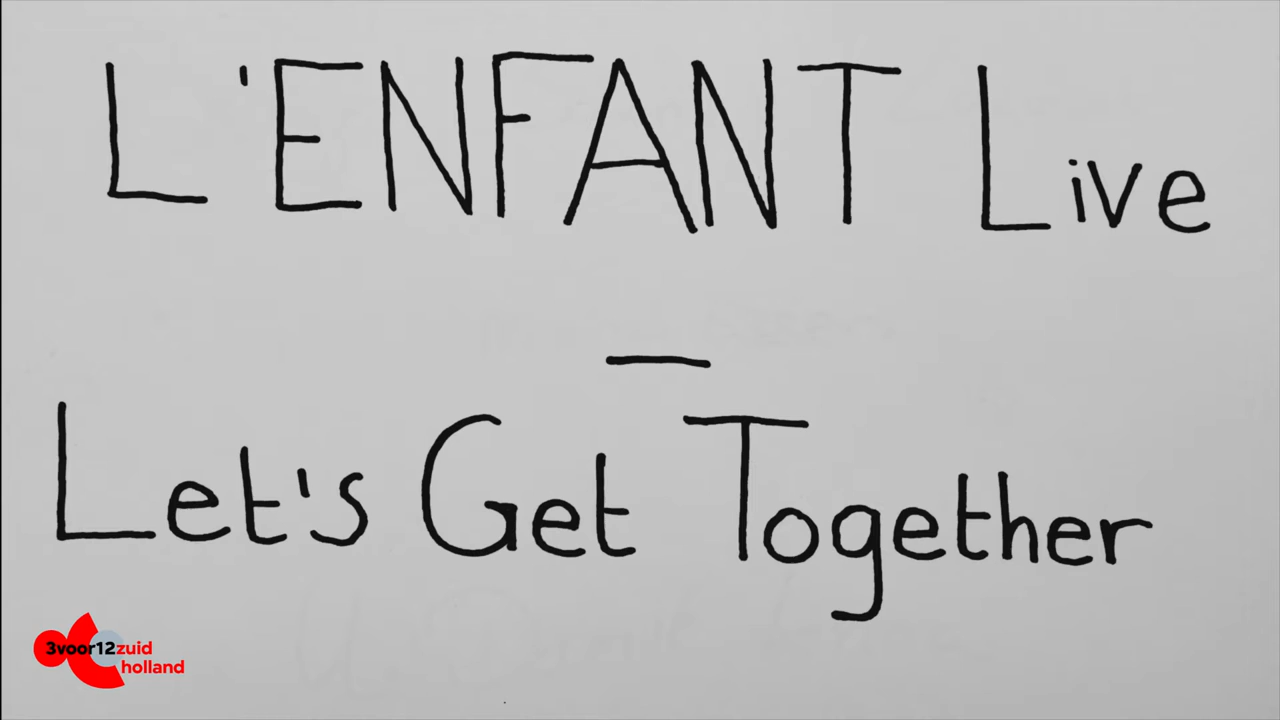 L'ENFANT Live
—
Let's Get Together
3voor12zuid
holland